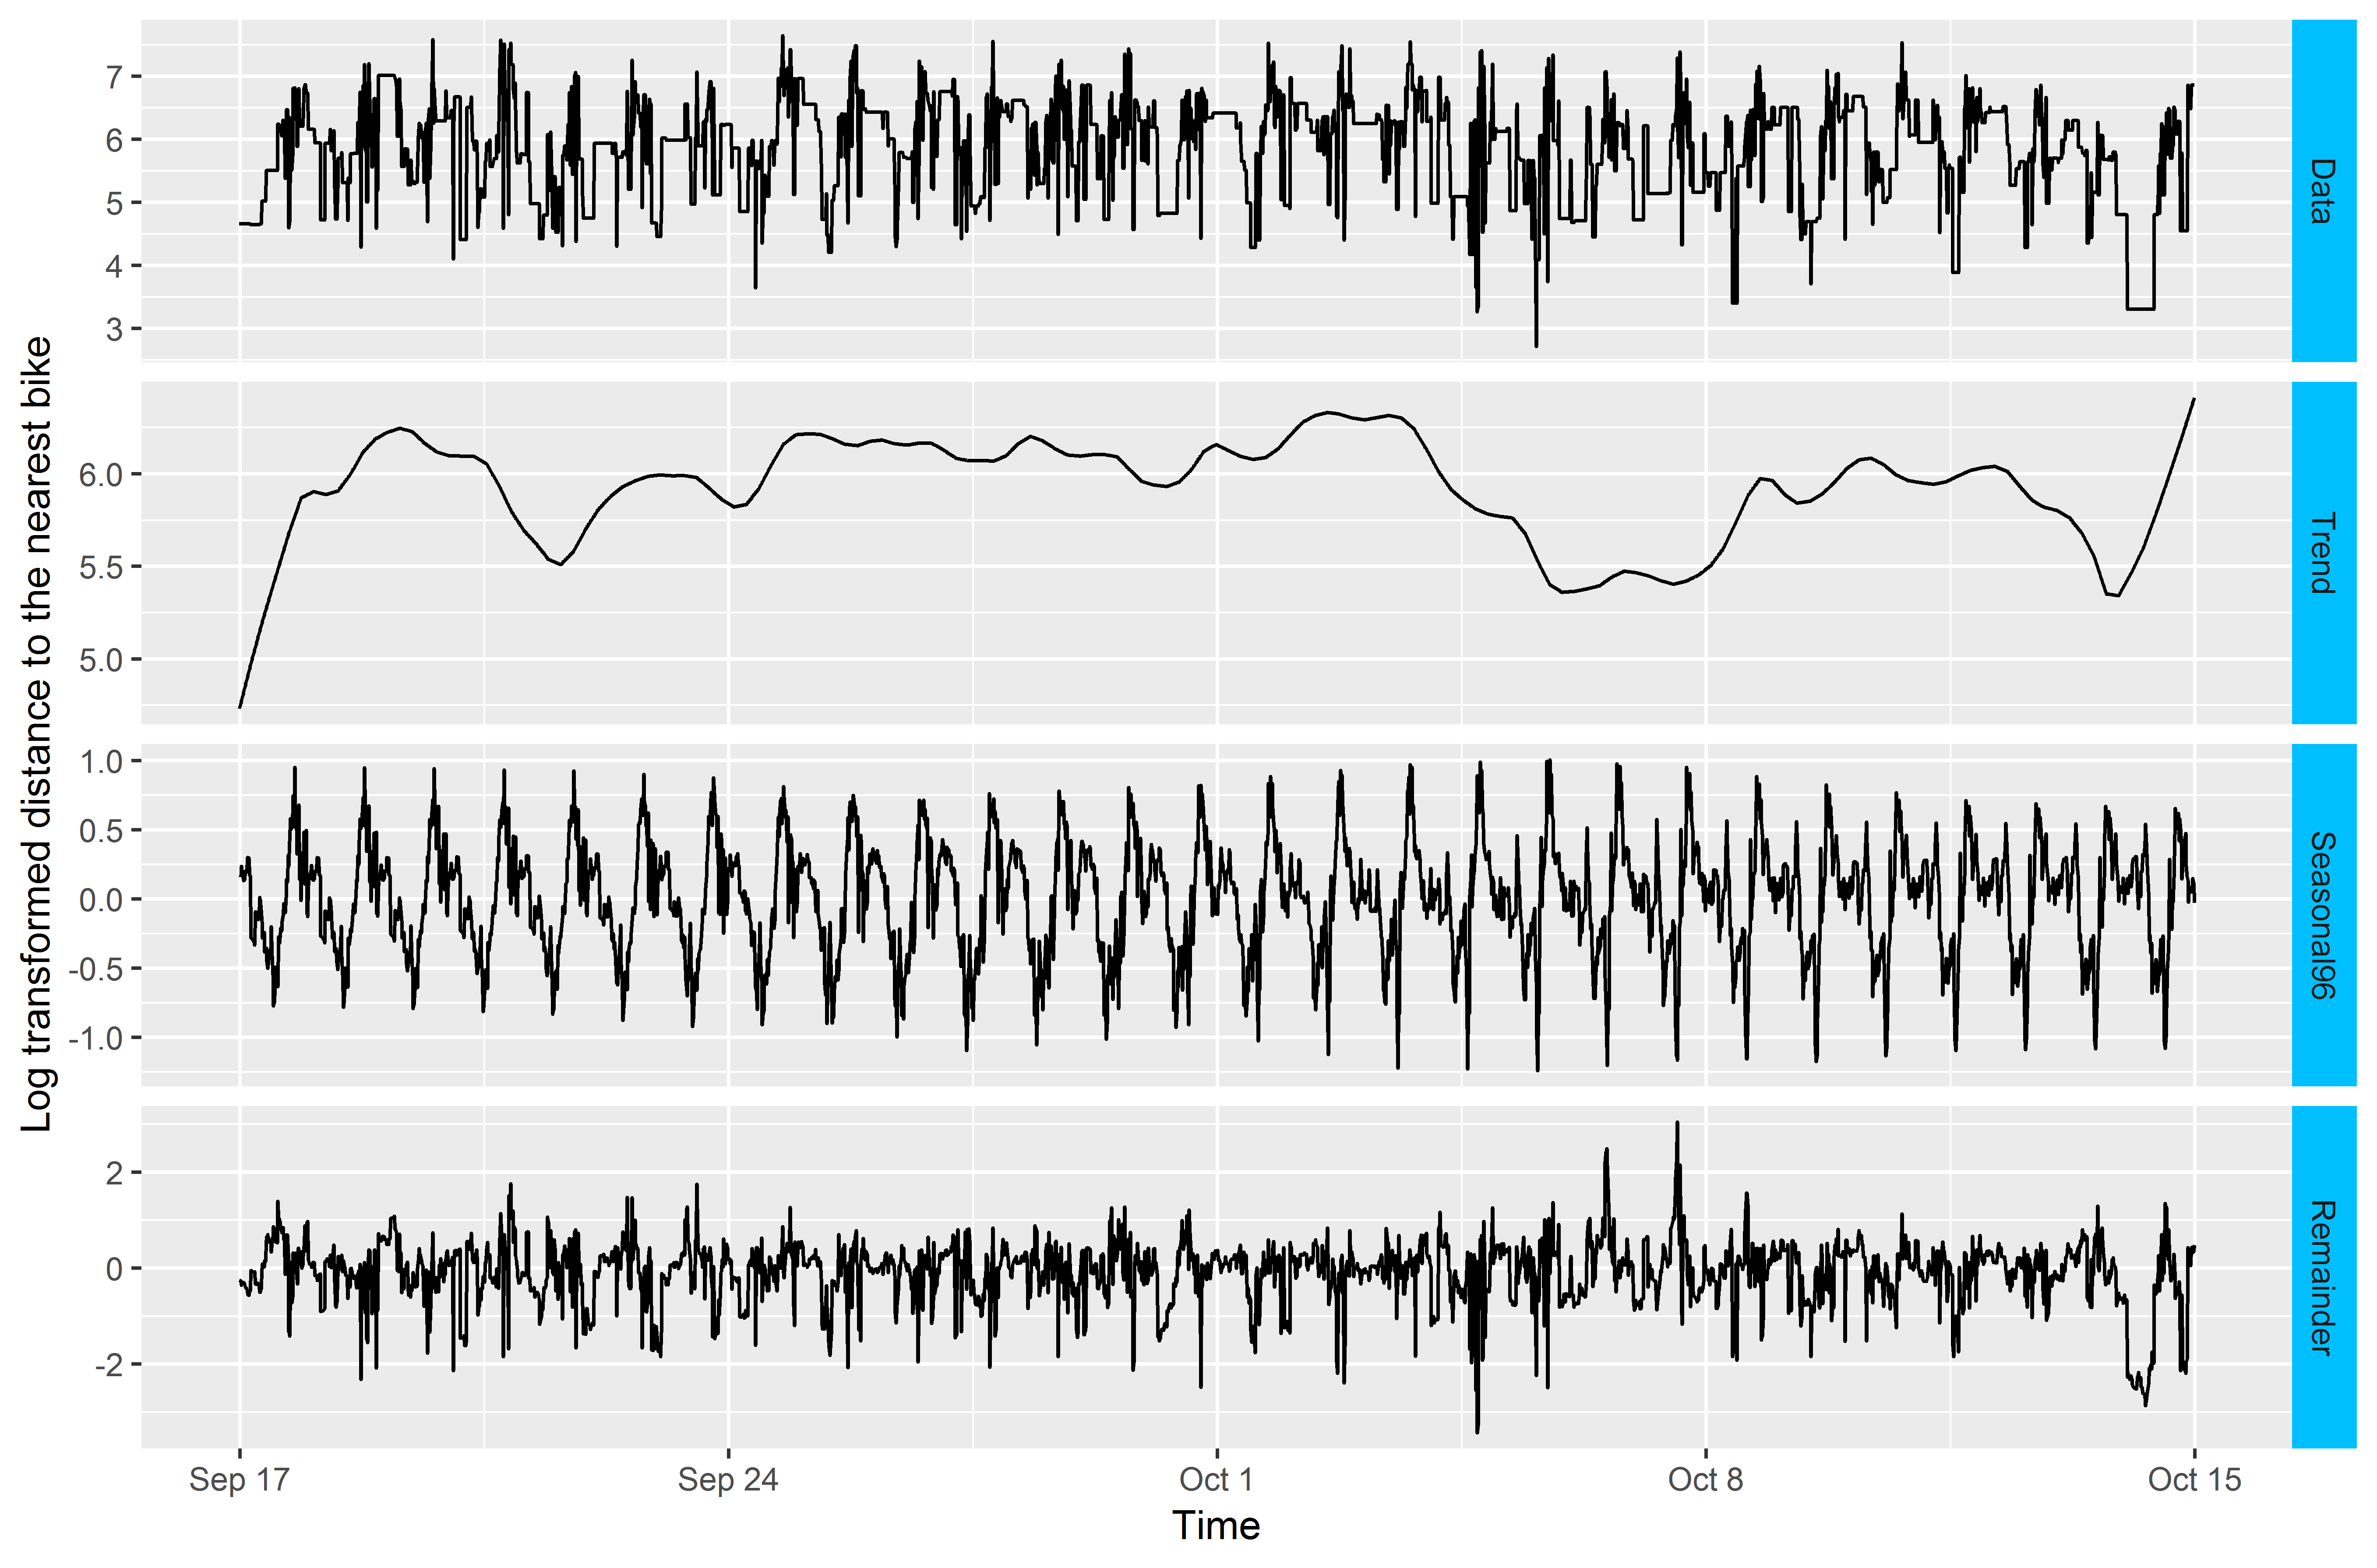 Log transformed distance to the nearest bike
7
6
5
4
3
Data
6.0
5.5
5.0
Trend
1.0
0.5
0.0
-0.5
-1.0
Seasonal96
2
0
-2
Remainder
Sep 17
Sep 24
Oct 1
Oct 8
Oct 15
Time